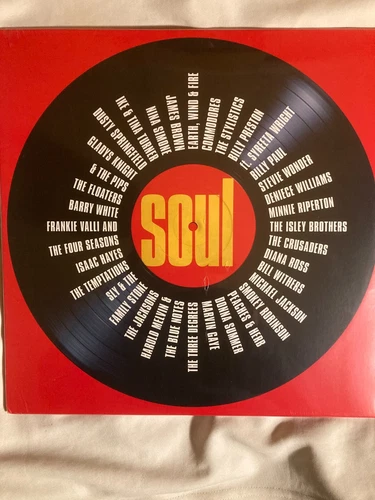 soul
EARTH, WIND & FIRE
COMMODORES
THE STYLISTICS
BILLY PRESTON
SYREETA WRIGHT
BILLY PAUL
STEVIE WONDER
DENIECE WILLIAMS
MINNIE RIPERTON
THE ISLEY BROTHERS
THE CRUSADERS
DIANA ROSS
BILL WITHERS
MICHAEL JACKSON
SMOKEY ROBINSON
PEACHES & HERB
DONNA SUMMER
MARVIN GAYE
THE THREE DEGREES
HAROLD MELVIN &
THE BLUE NOTES
THE JACKSONS
SLY & THE
FAMILY STONE
THE TEMPTATIONS
ISAAC HAYES
FRANKIE VALLI AND
THE FOUR SEASONS
BARRY WHITE
THE FLOATERS
GLADYS KNIGHT
& THE PIPS
DUSTY SPRINGFIELD
IKE & TINA TURNER
NINA SIMONE
JAMES BROWN